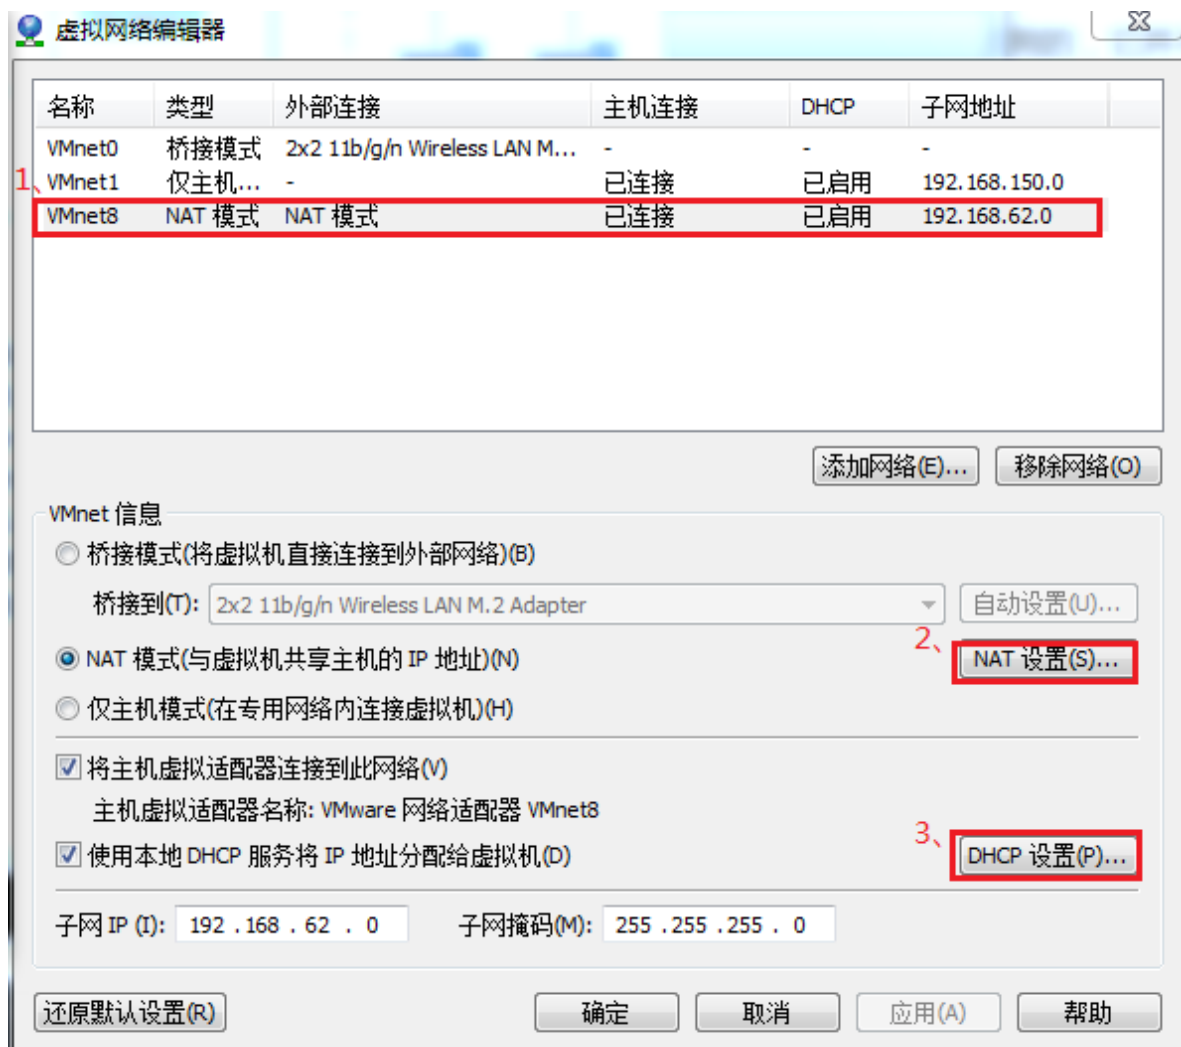 虚拟网络编辑器
名称 类型 外部连接 主机连接 DHCP 子网地址
VMnet0 桥接模式 2x2 11b/g/n Wireless LAN M... - - -
1、VMnet1 仅主机... - 已连接 已启用 192.168.150.0
VMnet8 NAT 模式 NAT 模式 已连接 已启用 192.168.62.0
添加网络(E)... 移除网络(O)
VMnet 信息
桥接模式(将虚拟机直接连接到外部网络)(B)
桥接到(T): 2x2 11b/g/n Wireless LAN M.2 Adapter 自动设置(U)...
NAT 模式(与虚拟机共享主机的 IP 地址)(N) 2、NAT 设置(S)...
仅主机模式(在专用网络内连接虚拟机)(H)
将主机虚拟适配器连接到此网络(V)
主机虚拟适配器名称: VMware 网络适配器 VMnet8
使用本地 DHCP 服务将 IP 地址分配给虚拟机(D) 3、DHCP 设置(P)...
子网 IP (I): 192 . 168 . 62 . 0 子网掩码(M): 255 . 255 . 255 . 0
还原默认设置(R) 确定 取消 应用(A) 帮助